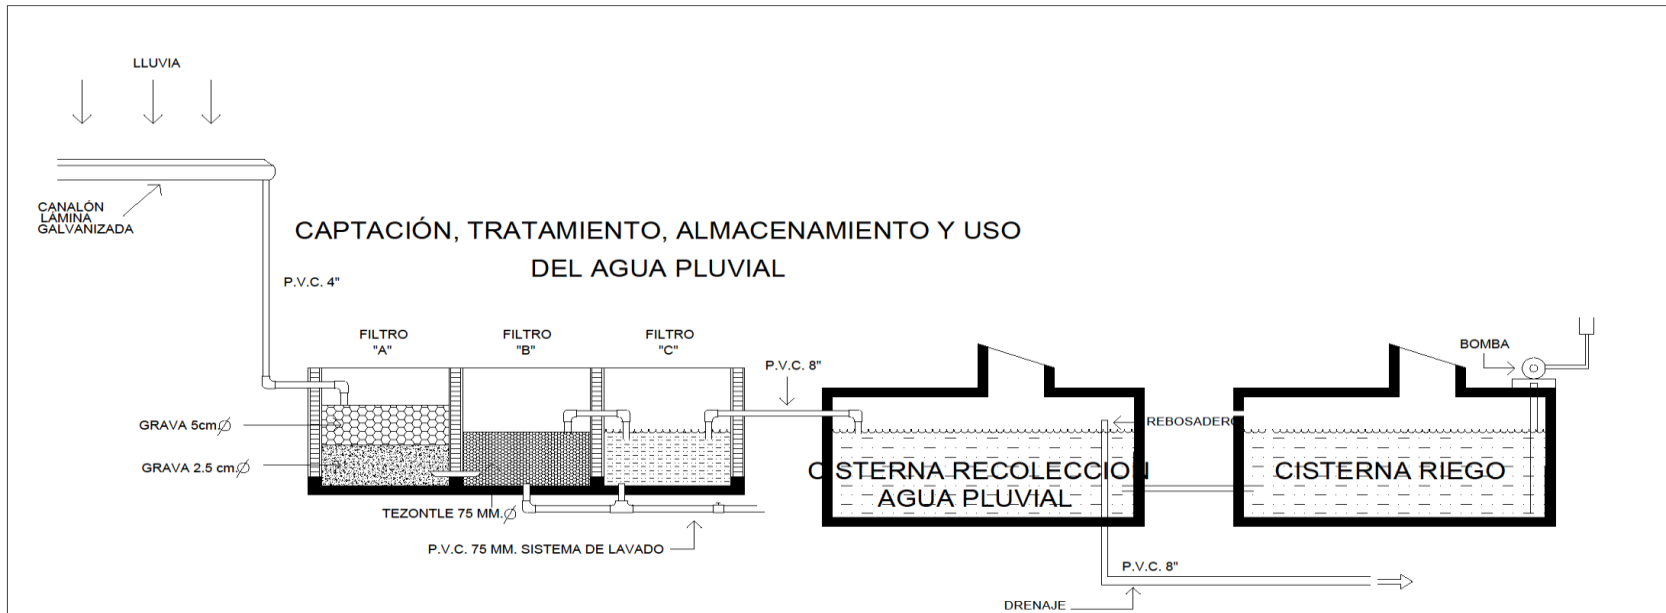 LLUVIA
CANALÓN
LÁMINA
GALVANIZADA
CAPTACIÓN, TRATAMIENTO, ALMACENAMIENTO Y USO
DEL AGUA PLUVIAL
P.V.C. 4"
FILTRO
"A"
FILTRO
"B"
FILTRO
"C"
P.V.C. 8"
BOMBA
GRAVA 5cm.Ø
GRAVA 2.5 cm.Ø
REBOSADERO
CISTERNA RECOLECCION
AGUA PLUVIAL
CISTERNA RIEGO
TEZONTLE 75 MM.Ø
P.V.C. 75 MM. SISTEMA DE LAVADO
P.V.C. 8"
DRENAJE